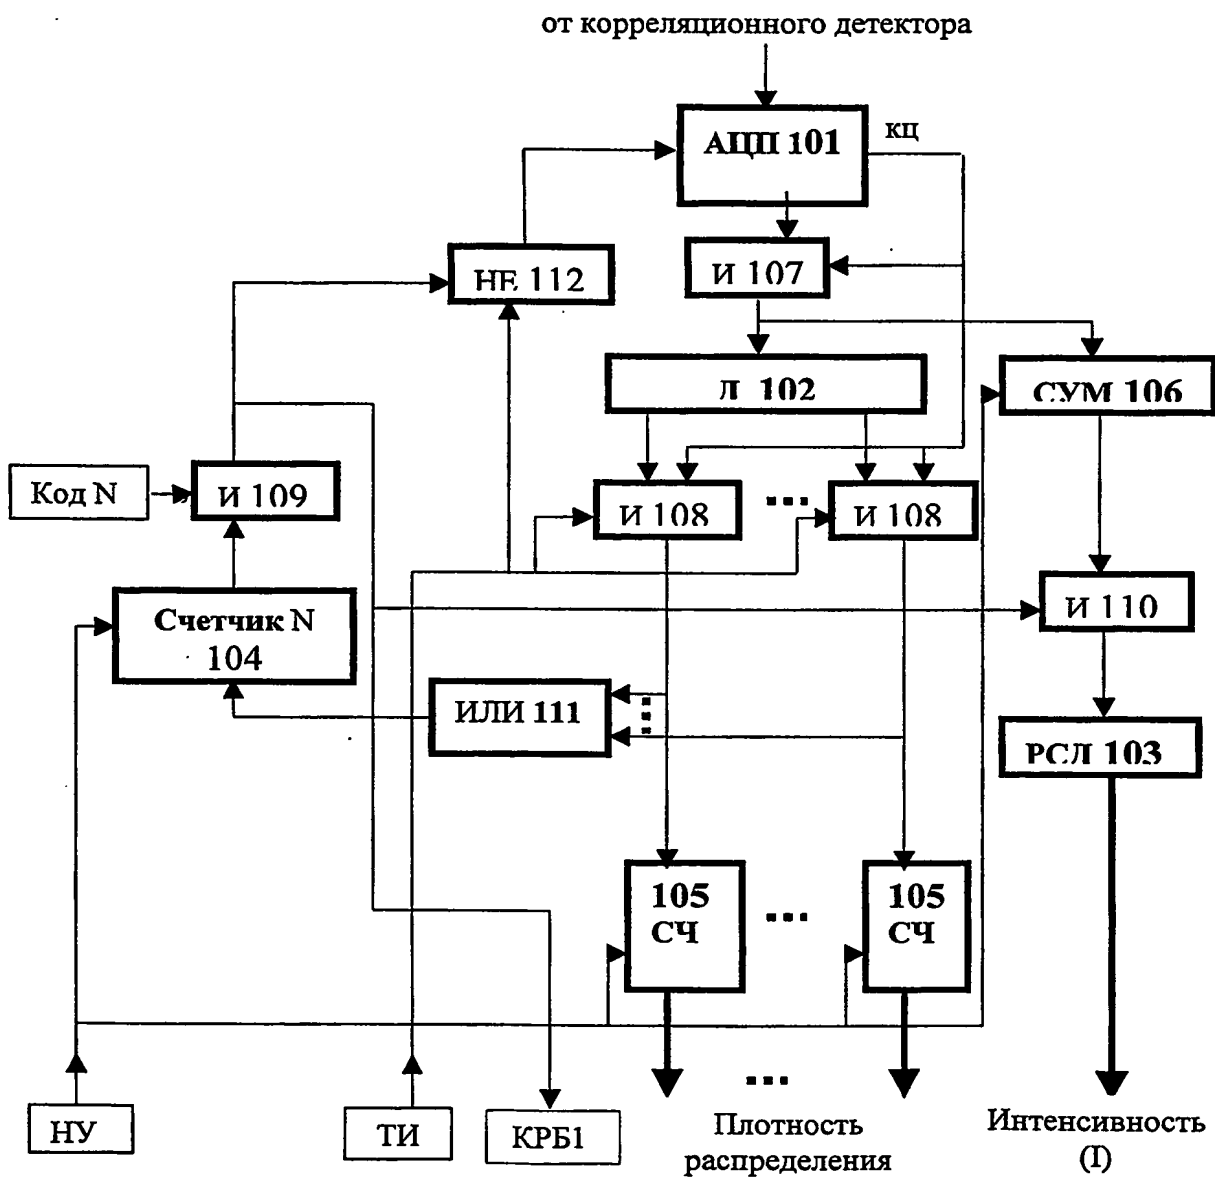 от корреляционного детектора
АЦП 101
кц
НЕ 112
И 107
Л 102
СУМ 106
Код N
И 109
И 108
...
И 108
Счетчик N
104
И 110
ИЛИ 111
РСЛ 103
105
СЧ
...
105
СЧ
...
НУ
ТИ
КРБ1
Плотность
распределения
Интенсивность
(I)